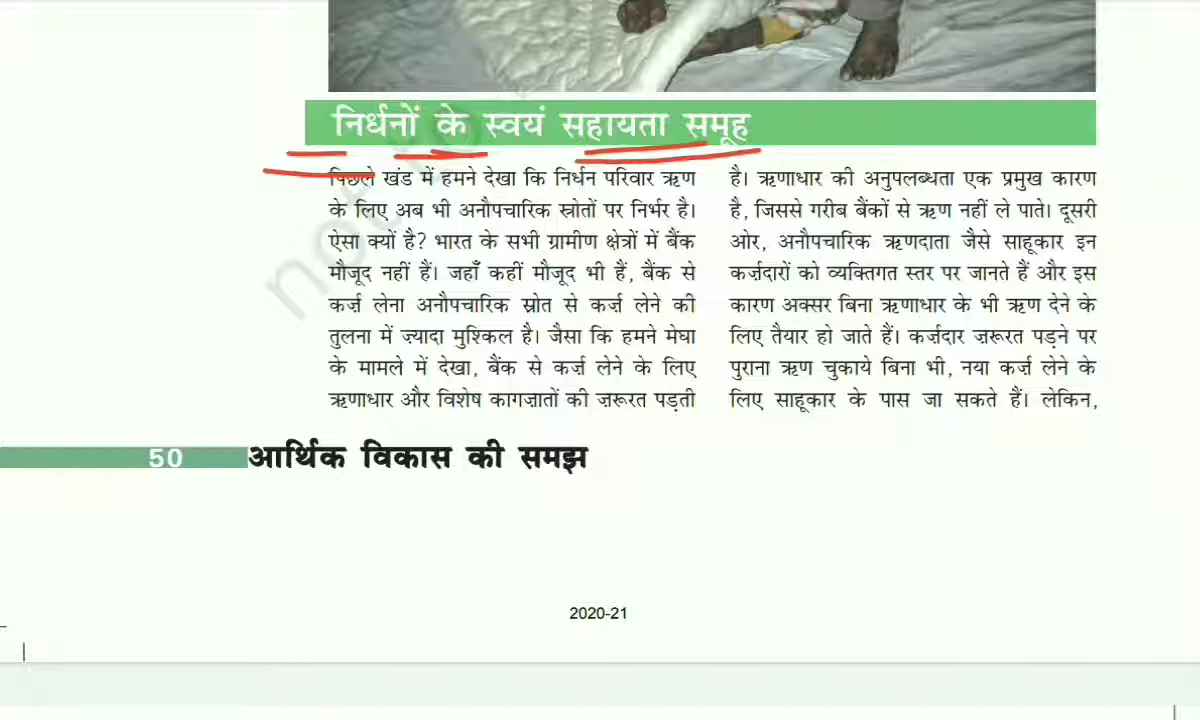 निर्धनों के स्वयं सहायता समूह
पिछले खंड में हमने देखा कि निर्धन परिवार ऋण
के लिए अब भी अनौपचारिक स्रोतों पर निर्भर है।
ऐसा क्यों है? भारत के सभी ग्रामीण क्षेत्रों में बैंक
मौजूद नहीं हैं। जहाँ कहीं मौजूद भी हैं, बैंक से
कर्ज़ लेना अनौपचारिक स्रोत से कर्ज़ लेने की
तुलना में ज्यादा मुश्किल है। जैसा कि हमने मेघा
के मामले में देखा, बैंक से कर्ज़ लेने के लिए
ऋणाधार और विशेष कागज़ातों की ज़रूरत पड़ती
है। ऋणाधार की अनुपलब्धता एक प्रमुख कारण
है, जिससे गरीब बैंकों से ऋण नहीं ले पाते। दूसरी
ओर, अनौपचारिक ऋणदाता जैसे साहूकार इन
कर्ज़दारों को व्यक्तिगत स्तर पर जानते हैं और इस
कारण अक्सर बिना ऋणाधार के भी ऋण देने के
लिए तैयार हो जाते हैं। कर्ज़दार ज़रूरत पड़ने पर
पुराना ऋण चुकाये बिना भी, नया कर्ज़ लेने के
लिए साहूकार के पास जा सकते हैं। लेकिन,
50 आर्थिक विकास की समझ
2020-21
not